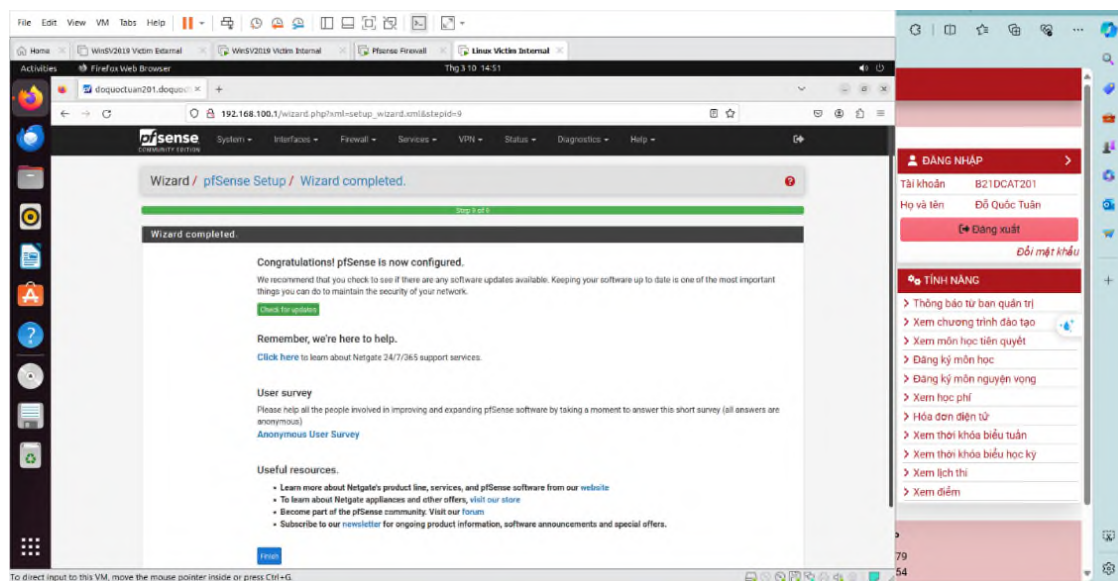 File Edit View VM Tabs Help
Home WinSV2019 Victim External WinSV2019 Victim Internal Pfsense Firewall Linux Victim Internal
Activities Firefox Web Browser Thg 3 10 14:51
doquoctuan201.doquoc
192.168.100.1/wizard.php?xml=setup_wizard.xml&stepid=9
pfsense System Interfaces Firewall Services VPN Status Diagnostics Help
COMMUNITY EDITION
Wizard / pfSense Setup / Wizard completed.
Step 9 of 9
Wizard completed.
Congratulations! pfSense is now configured.
We recommend that you check to see if there are any software updates available. Keeping your software up to date is one of the most important
things you can do to maintain the security of your network.
Check for updates
Remember, we're here to help.
Click here to learn about Netgate 24/7/365 support services.
User survey
Please help all the people involved in improving and expanding pfSense software by taking a moment to answer this short survey (all answers are
anonymous)
Anonymous User Survey
Useful resources.
• Learn more about Netgate's product line, services, and pfSense software from our website
• To learn about Netgate appliances and other offers, visit our store
• Become part of the pfSense community. Visit our forum
• Subscribe to our newsletter for ongoing product information, software announcements and special offers.
Finish
To direct input to this VM, move the mouse pointer inside or press Ctrl+G.
ĐĂNG NHẬP
Tài khoản B21DCAT201
Họ và tên Đỗ Quốc Tuân
Đăng xuất
Đổi mật khẩu
TÍNH NĂNG
Thông báo từ ban quản trị
Xem chương trình đào tạo
Xem môn học tiên quyết
Đăng ký môn học
Đăng ký môn nguyện vọng
Xem học phí
Hóa đơn điện tử
Xem thời khóa biểu tuần
Xem thời khóa biểu học kỳ
Xem lịch thi
Xem điểm
79
54